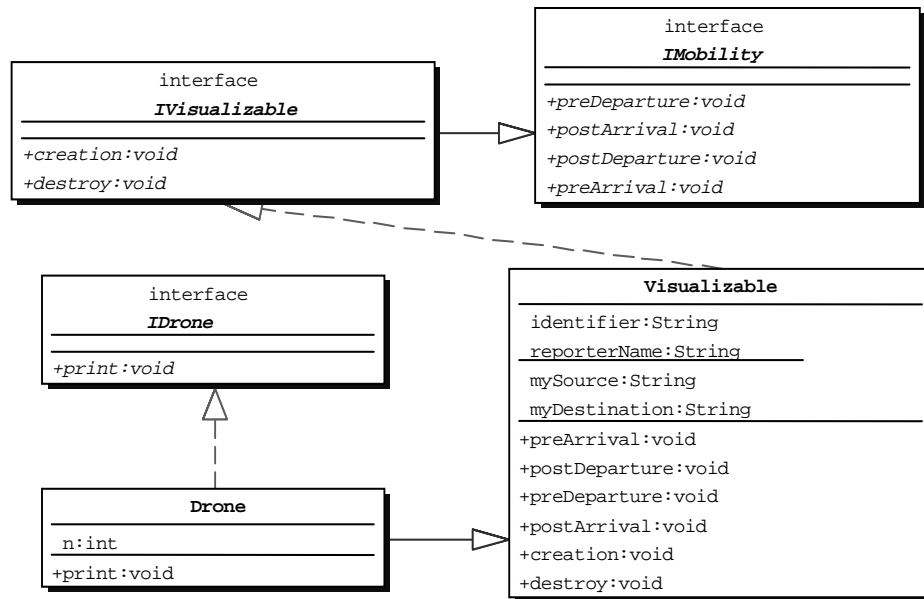 interface
IVisualizable
+creation:void
+destroy:void
interface
IMobility
+preDeparture:void
+postArrival:void
+postDeparture:void
+preArrival:void
interface
IDrone
+print:void
Visualizable
identifier:String
reporterName:String
mySource:String
myDestination:String
+preArrival:void
+postDeparture:void
+preDeparture:void
+postArrival:void
+creation:void
+destroy:void
Drone
n:int
+print:void